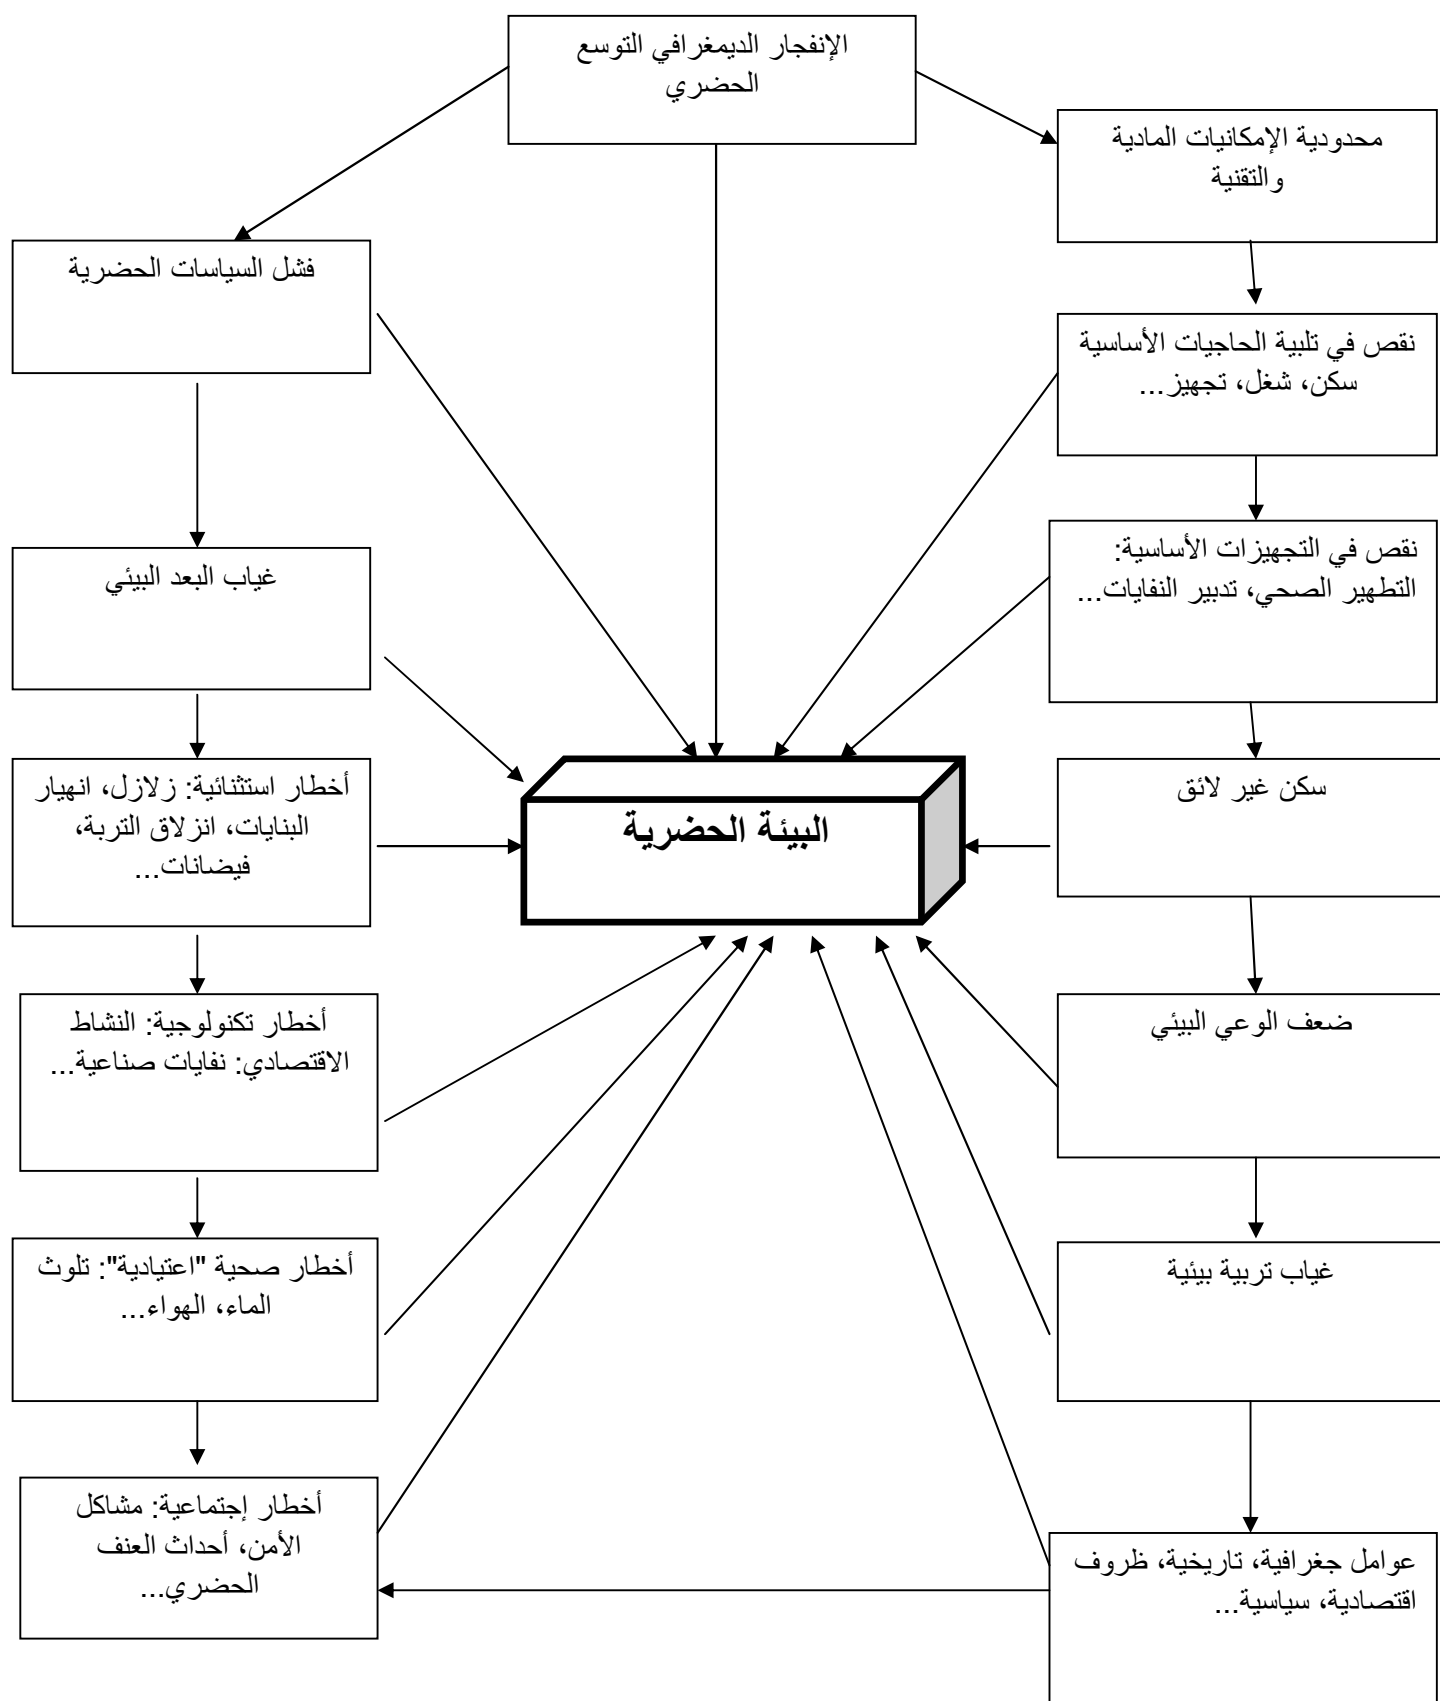 الإنفجار الديمغرافي التوسع
الحضري
محدودية الإمكانيات المادية
والتقنية
فشل السياسات الحضرية
نقص في تلبية الحاجيات الأساسية
سكن، شغل، تجهيز...
نقص في التجهيزات الأساسية:
التطهير الصحي، تدبير النفايات...
غياب البعد البيئي
سكن غير لائق
أخطار استثنائية: زلازل، انهيار
البنايات، انزلاق التربة،
فيضانات...
البيئة الحضرية
ضعف الوعي البيئي
أخطار تكنولوجية: النشاط
الاقتصادي: نفايات صناعية...
غياب تربية بيئية
أخطار صحية "اعتيادية": تلوث
الماء، الهواء...
أخطار إجتماعية: مشاكل
الأمن، أحداث العنف
الحضري...
عوامل جغرافية، تاريخية، ظروف
اقتصادية، سياسية...